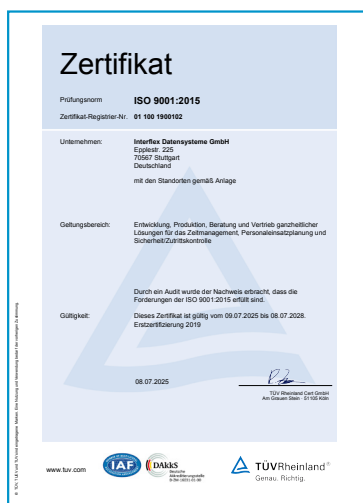 Zertifikat
Prüfungsnorm ISO 9001:2015
Zertifikat-Registrier-Nr. 01 100 1900102
Unternehmen: Interflex Datensysteme GmbH
Epplestr. 225
70567 Stuttgart
Deutschland
mit den Standorten gemäß Anlage
Geltungsbereich: Entwicklung, Produktion, Beratung und Vertrieb ganzheitlicher
Lösungen für das Zeitmanagement, Personaleinsatzplanung und
Sicherheit/Zutrittskontrolle
Durch ein Audit wurde der Nachweis erbracht, dass die
Forderungen der ISO 9001:2015 erfüllt sind.
Gültigkeit: Dieses Zertifikat ist gültig vom 09.07.2025 bis 08.07.2028.
Erstzertifizierung 2019
08.07.2025
TÜV Rheinland Cert GmbH
Am Grauen Stein · 51105 Köln
www.tuv.com
IAF
DAkkS
Deutsche
Akkreditierungsstelle
TÜVRheinland®
Genau. Richtig.